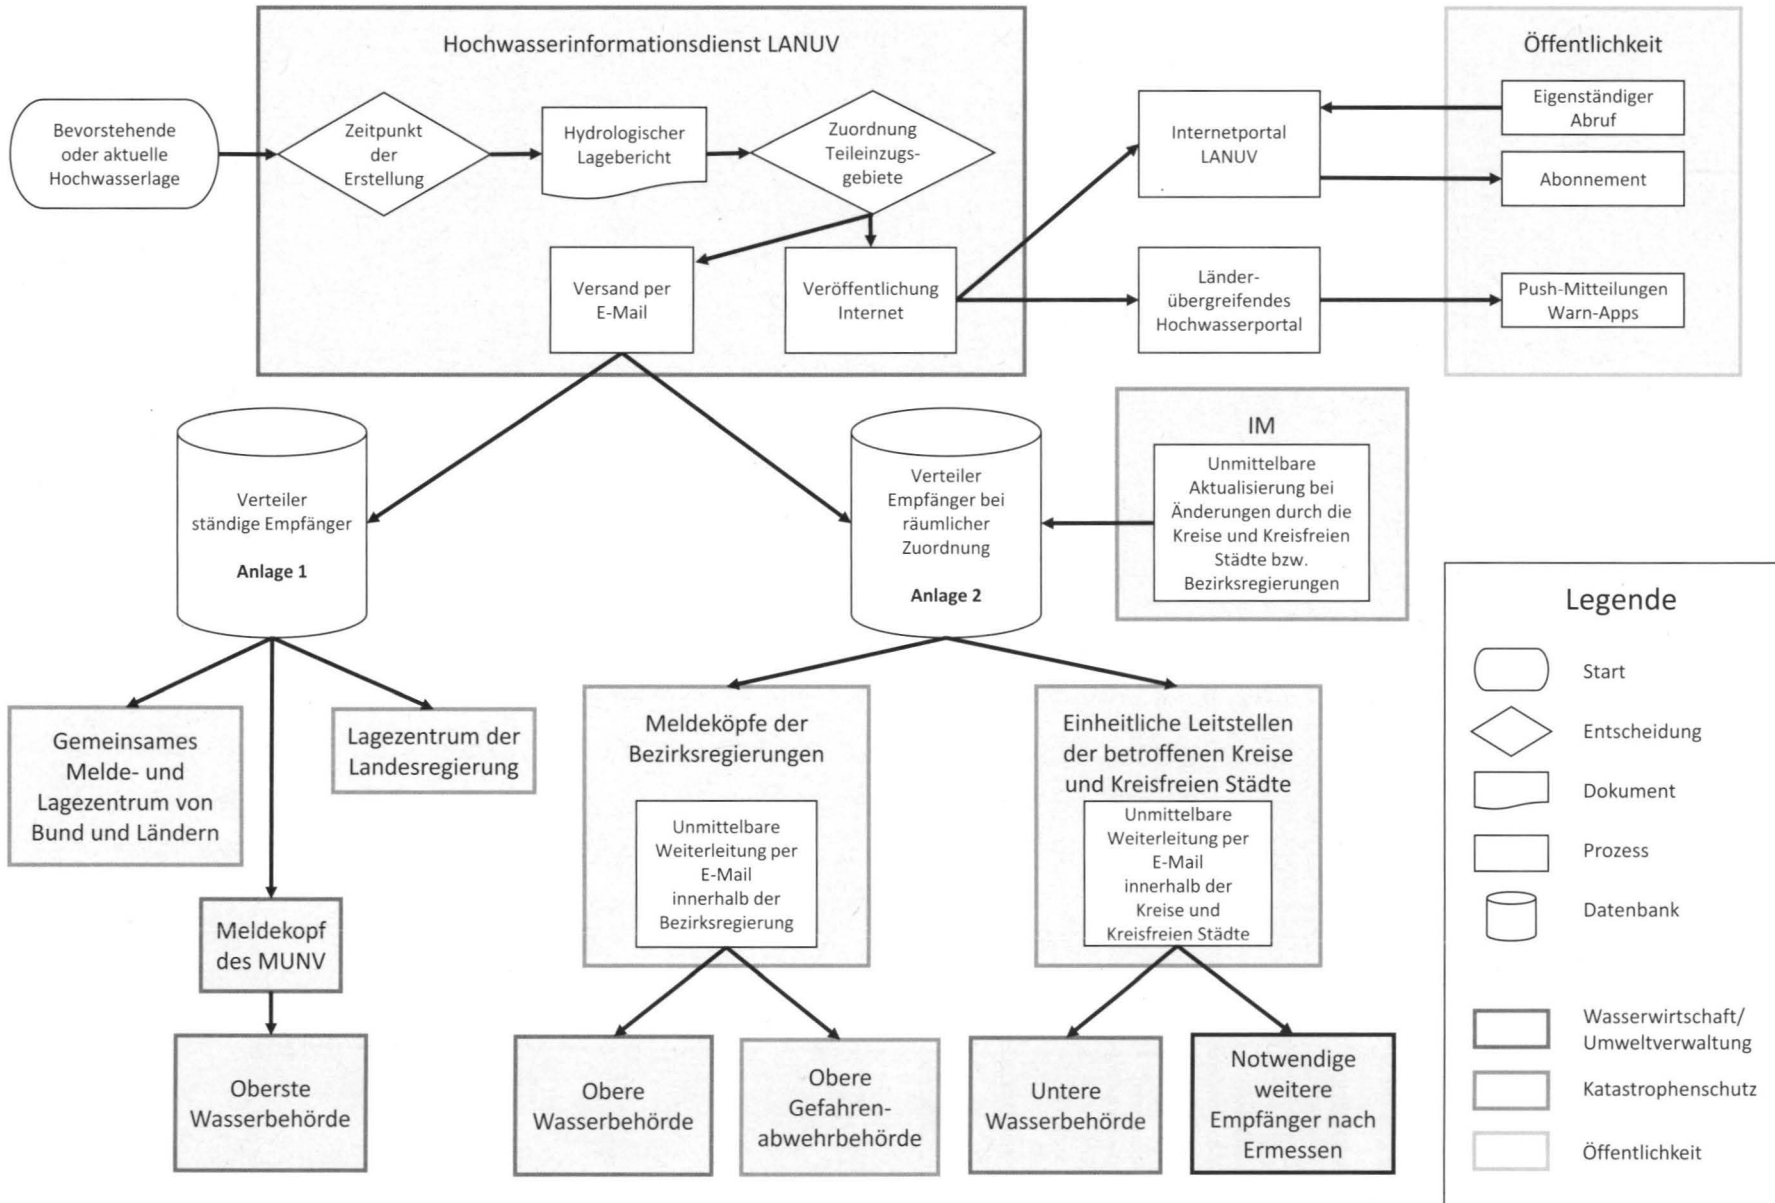 Hochwasserinformationsdienst LANUV
Öffentlichkeit
Bevorstehende
oder aktuelle
Hochwasserlage
Zeitpunkt
der
Erstellung
Hydrologischer
Lagebericht
Zuordnung
Teileinzugs-
gebiete
Internetportal
LANUV
Eigenständiger
Abruf
Abonnement
Versand per
E-Mail
Veröffentlichung
Internet
Länder-
übergreifendes
Hochwasserportal
Push-Mitteilungen
Warn-Apps
Verteiler
ständige Empfänger
Anlage 1
Verteiler
Empfänger bei
räumlicher
Zuordnung
Anlage 2
IM
Unmittelbare
Aktualisierung bei
Änderungen durch die
Kreise und Kreisfreien
Städte bzw.
Bezirksregierungen
Gemeinsames
Melde- und
Lagezentrum von
Bund und Ländern
Lagezentrum der
Landesregierung
Meldeköpfe der
Bezirksregierungen
Unmittelbare
Weiterleitung per
E-Mail
innerhalb der
Bezirksregierung
Einheitliche Leitstellen
der betroffenen Kreise
und Kreisfreien Städte
Unmittelbare
Weiterleitung per
E-Mail
innerhalb der
Kreise und
Kreisfreien Städte
Meldekopf
des MUNV
Oberste
Wasserbehörde
Obere
Wasserbehörde
Obere
Gefahren-
abwehrbehörde
Untere
Wasserbehörde
Notwendige
weitere
Empfänger nach
Ermessen
Legende
Start
Entscheidung
Dokument
Prozess
Datenbank
Wasserwirtschaft/
Umweltverwaltung
Katastrophenschutz
Öffentlichkeit